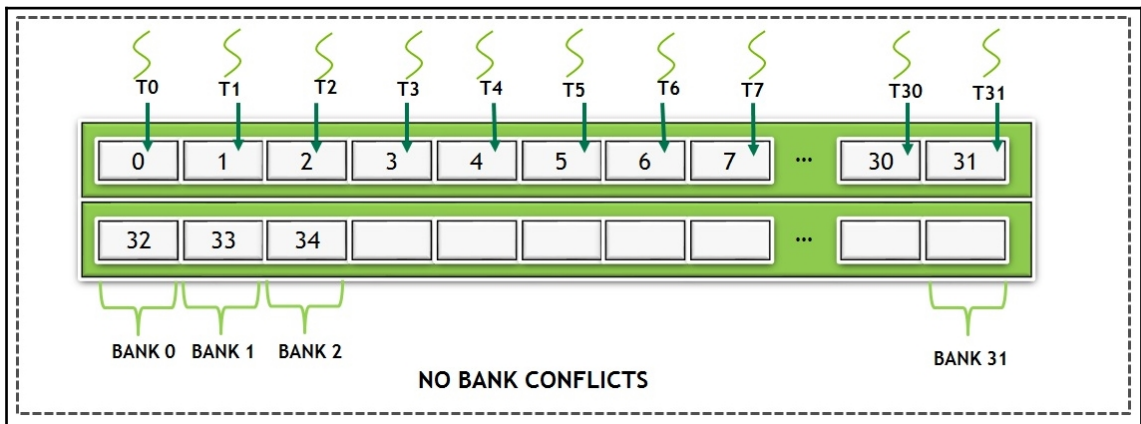 T0 T1 T2 T3 T4 T5 T6 T7 T30 T31
0 1 2 3 4 5 6 7 ... 30 31
32 33 34 ...
BANK 0 BANK 1 BANK 2 BANK 31
NO BANK CONFLICTS